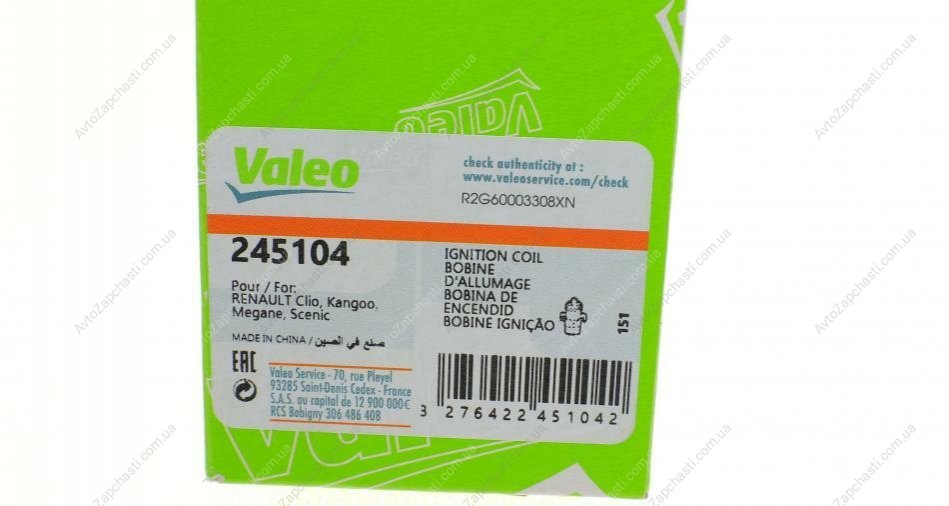 Valeo
Valeo
check authenticity at :
www.valeoservice.com/check
R2G60003308XN
245104
IGNITION COIL
BOBINE
D'ALLUMAGE
BOBINA DE
ENCENDID
BOBINE IGNIÇAO
Pour / For:
RENAULT Clio, Kangoo,
Megane, Scenic
151
MADE IN CHINA / صنع في الصين
EAC
Valeo Service - 70, rue Pleyel
93285 Saint-Denis Cedex - France
S.A.S. au capital de 12 900 000€
RCS Bobigny 306 486 408
3 276422 451042
AvtoZapchasti.com.ua